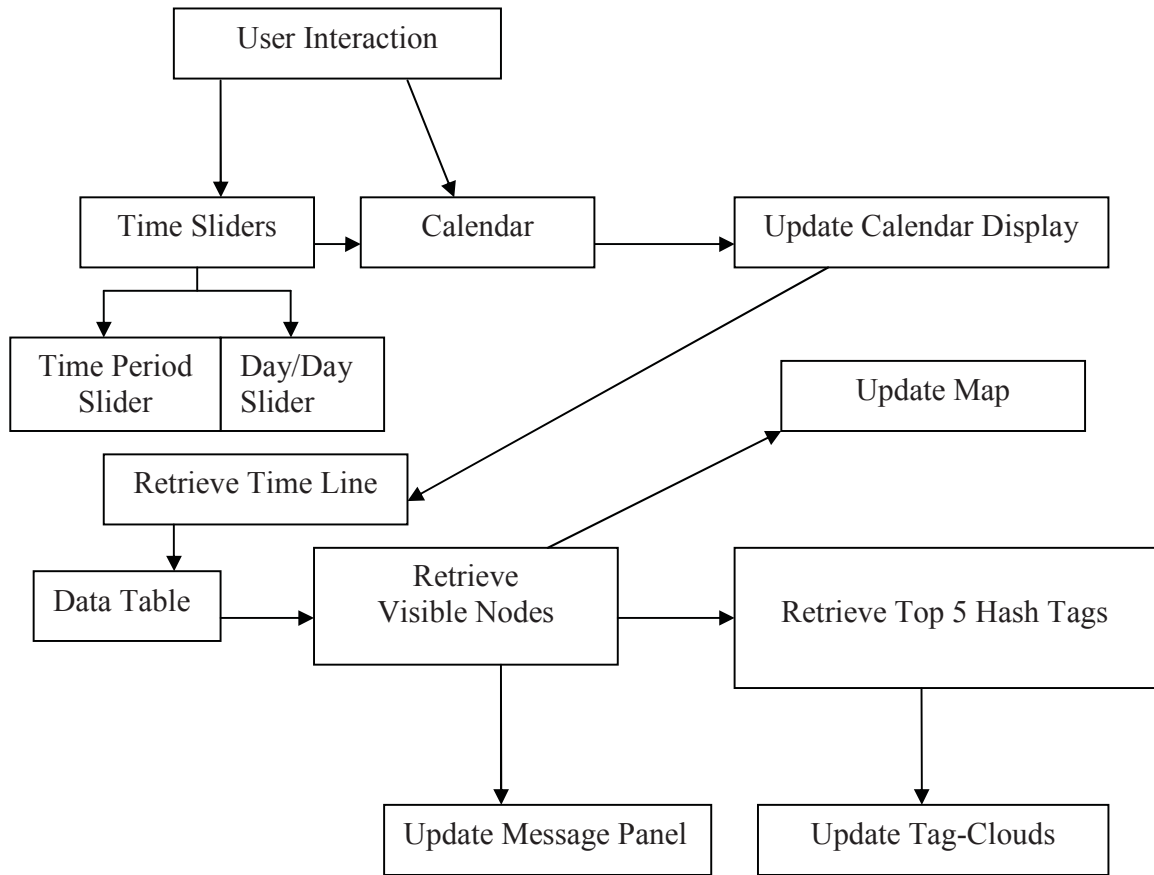 User Interaction
Time Sliders
Calendar
Update Calendar Display
Time Period
Slider
Day/Day
Slider
Update Map
Retrieve Time Line
Data Table
Retrieve
Visible Nodes
Retrieve Top 5 Hash Tags
Update Message Panel
Update Tag-Clouds